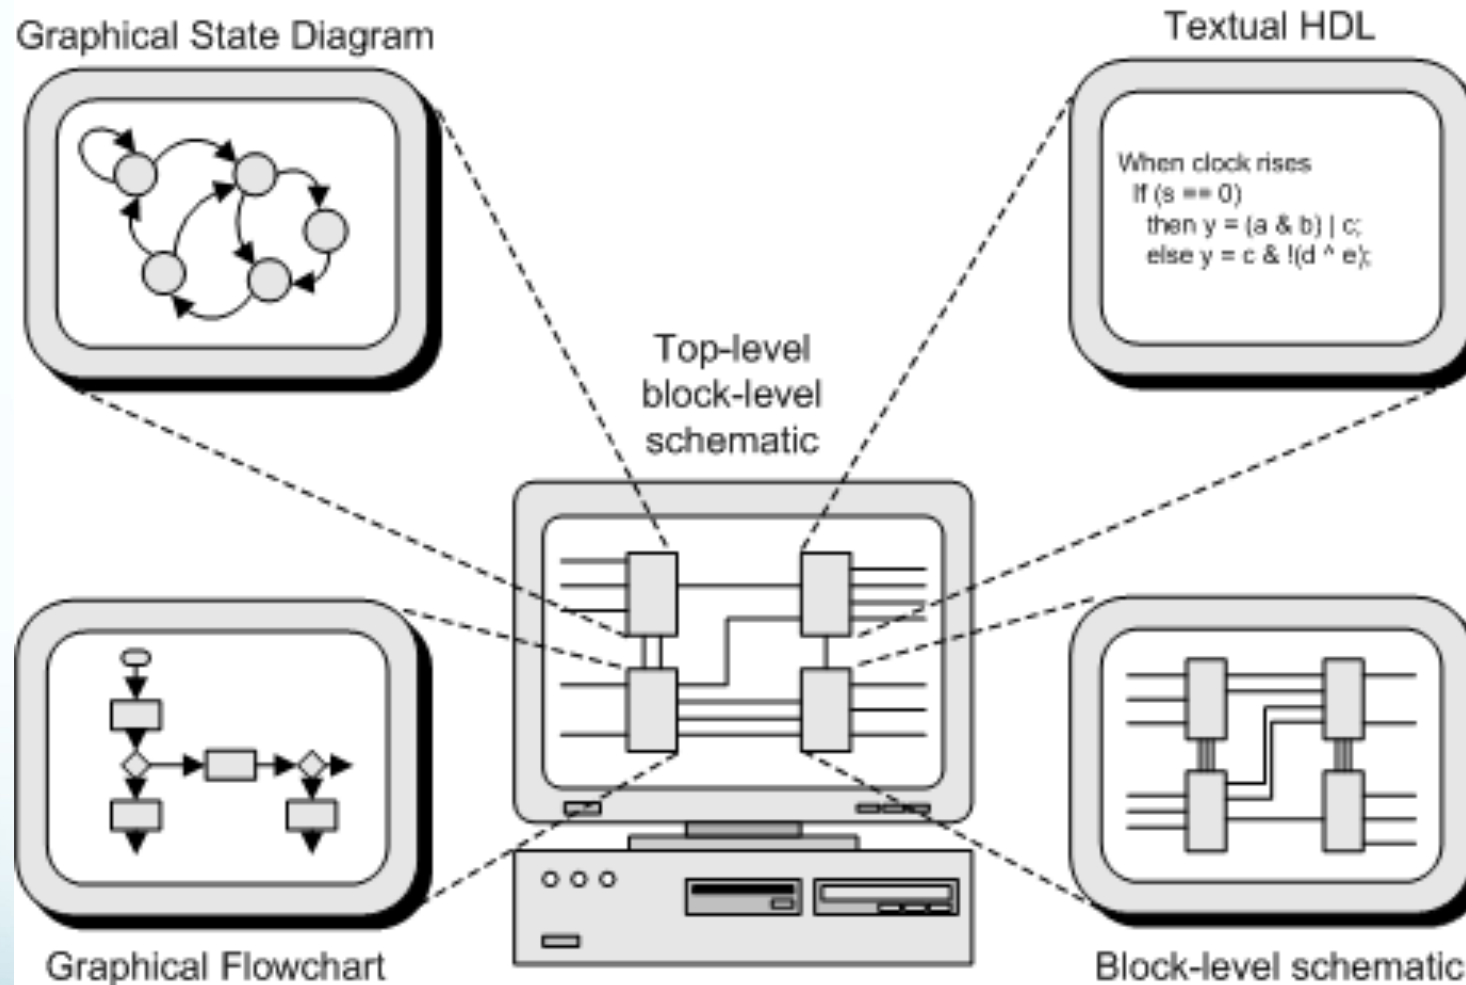 Graphical State Diagram
Textual HDL
When clock rises
If (s == 0)
then y = (a & b) | c;
else y = c & !(d ^ e);
Top-level
block-level
schematic
Graphical Flowchart
Block-level schematic